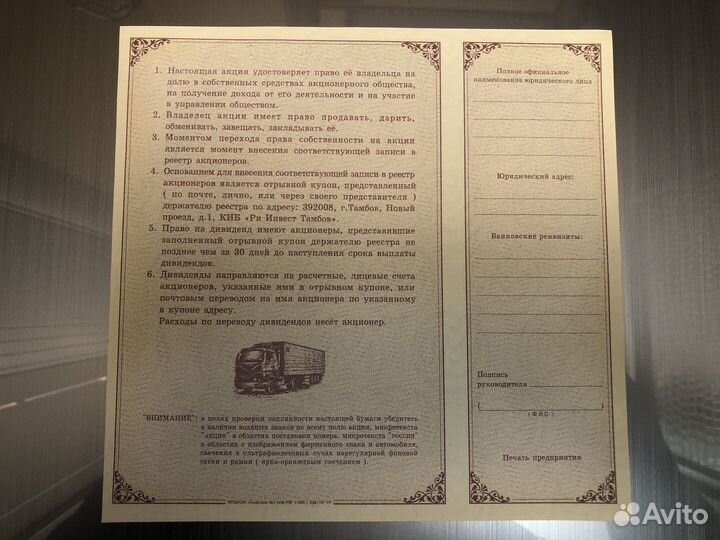 1. Настоящая акция удостоверяет право её владельца на
долю в собственных средствах акционерного общества,
на получение дохода от его деятельности и на участие
в управлении обществом.
2. Владелец акции имеет право продавать, дарить,
обменивать, завещать, закладывать её.
3. Моментом перехода права собственности на акции
является момент внесения соответствующей записи в
реестр акционеров.
4. Основанием для внесения соответствующей записи в реестр
акционеров является отрывной купон, представленный
( по почте, лично, или через своего представителя )
держателю реестра по адресу: 392008, г.Тамбов, Новый
проезд, д.1, КИБ «Ри Инвест Тамбов».
5. Право на дивиденд имеют акционеры, представившие
заполненный отрывной купон держателю реестра не
позднее чем за 30 дней до наступления срока выплаты
дивидендов.
6. Дивиденды направляются на расчетные, лицевые счета
акционеров, указанные ими в отрывном купоне, или
почтовым переводом на имя акционера по указанному
в купоне адресу.
Расходы по переводу дивидендов несёт акционер.
"ВНИМАНИЕ": в целях проверки подлинности настоящей бумаги убедитесь
в наличии водяных знаков по всему полю акции, микротекста
"АКЦИИ" в областях постановки номера, микротекста "РОССИЯ"
в областях с изображением фирменного знака и автомобиля,
свечения в ультрафиолетовых лучах нерегулярной фоновой
сетки и рамки ( ярко-оранжевым свечением ).
Полное официальное
наименование юридического лица
Юридический адрес:
Банковские реквизиты:
Подпись
руководителя
( )
(ФИО)
Печать предприятия
Avito